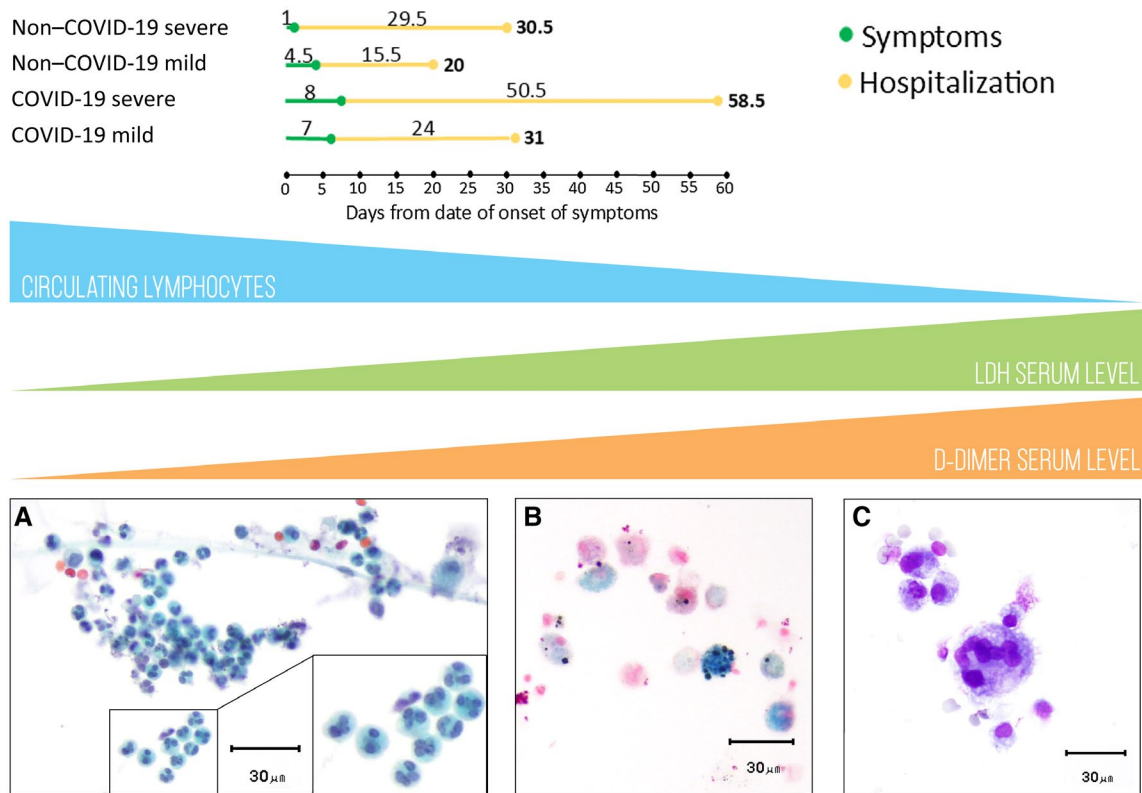 Non–COVID-19 severe 1 29.5 30.5
Non–COVID-19 mild 4.5 15.5 20
COVID-19 severe 8 50.5 58.5
COVID-19 mild 7 24 31
Symptoms
Hospitalization
0 5 10 15 20 25 30 35 40 45 50 55 60
Days from date of onset of symptoms
CIRCULATING LYMPHOCYTES
LDH SERUM LEVEL
D-DIMER SERUM LEVEL
A
30 μm
B
30 μm
C
30 μm